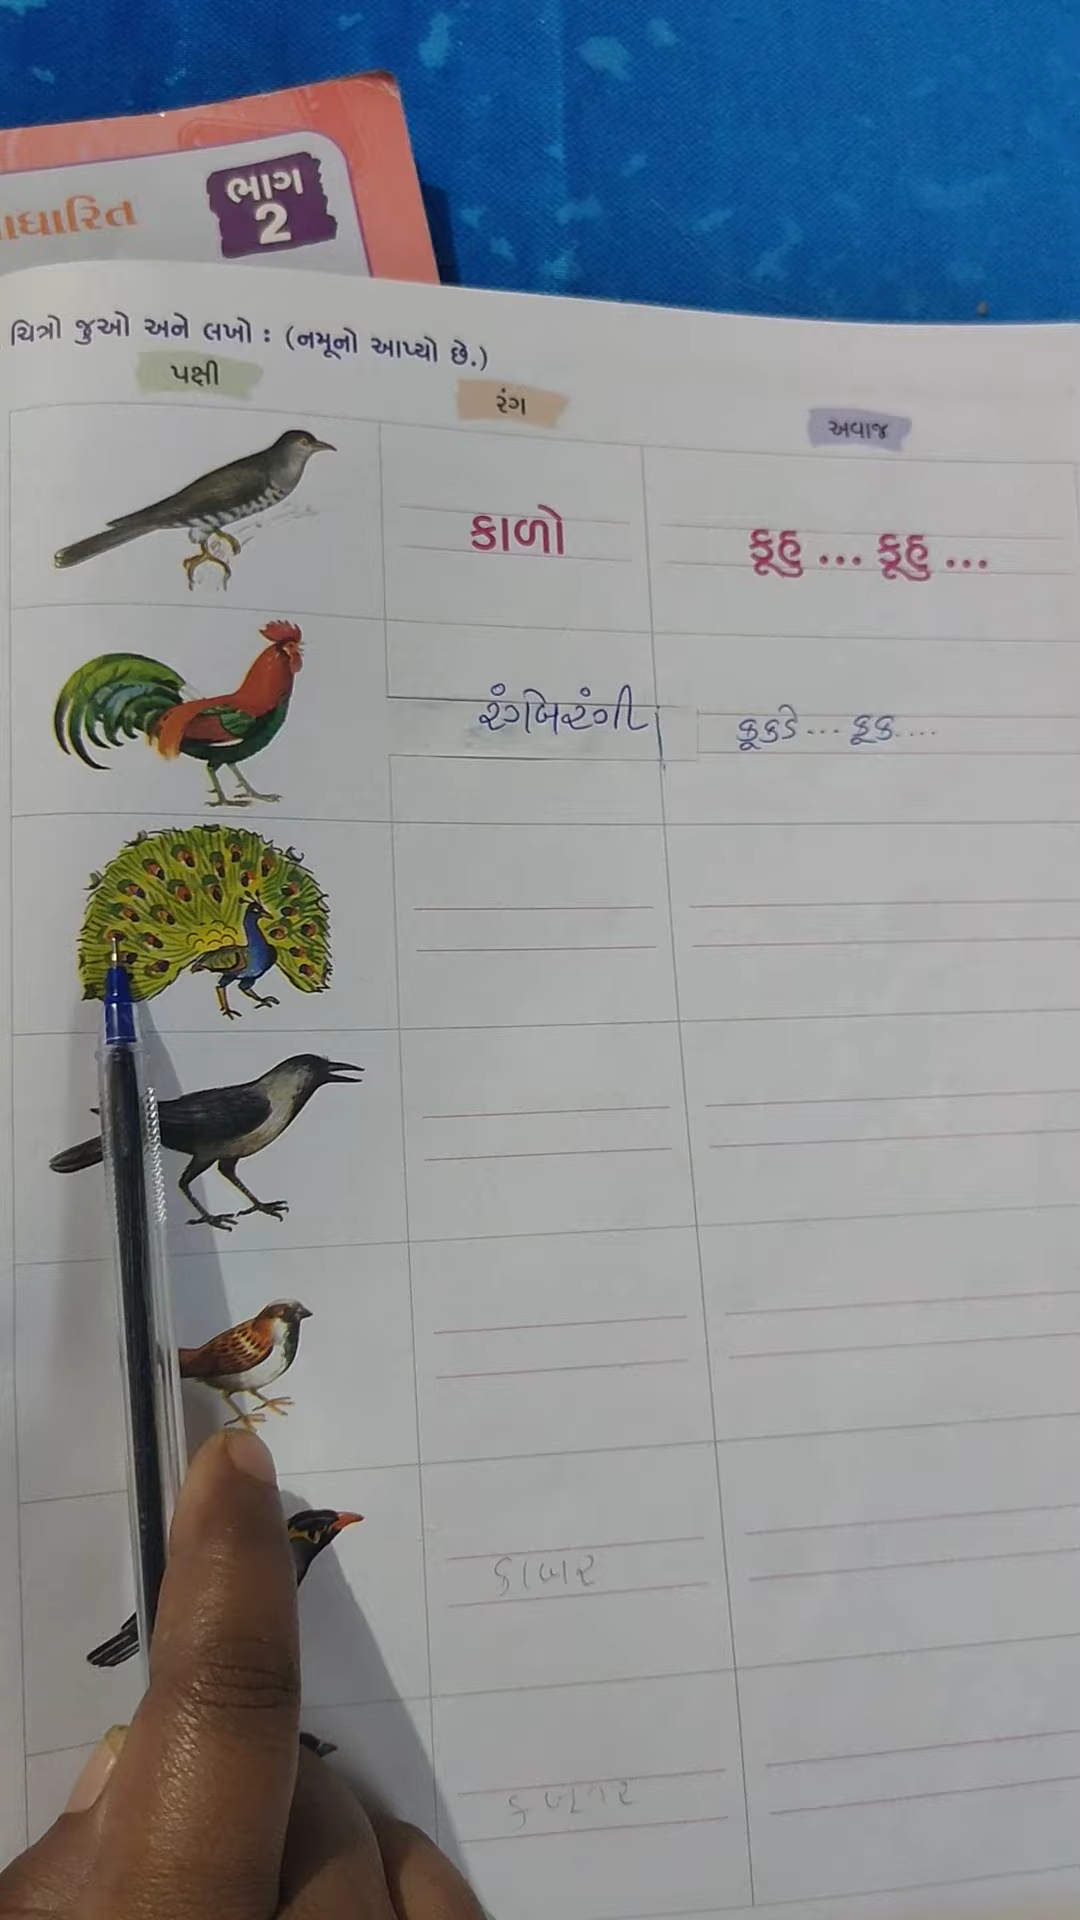 ભાગ
2
ચિત્રો જુઓ અને લખો : (નમૂનો આપ્યો છે.)
પક્ષી રંગ અવાજ
કાળો કૂહુ ... કૂહુ ...
રંગબિરંગી કૂકડે ... કૂક ....
કાબર
કબૂતર